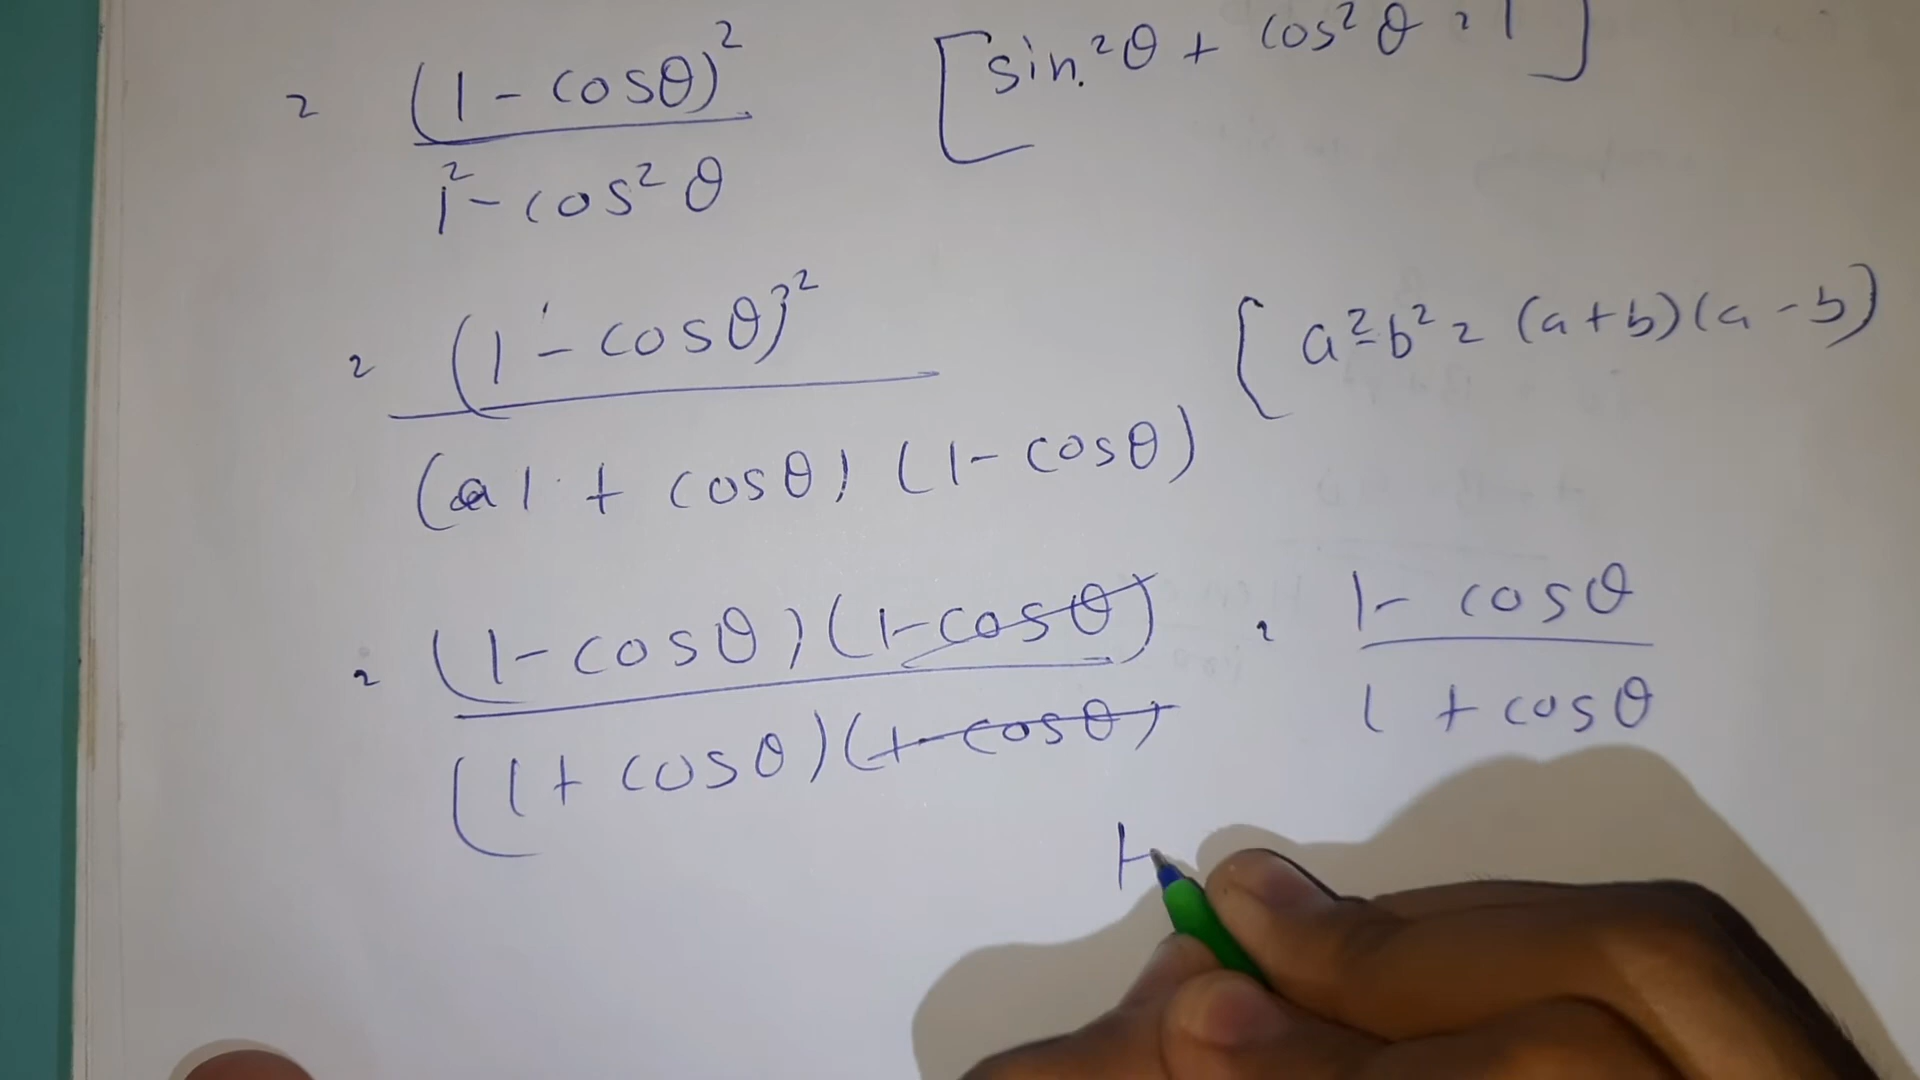 = (1 - cosθ)² [sin²θ + cos²θ = 1]
1² - cos²θ
= (1 - cosθ)² [a² - b² = (a + b)(a - b)
(1 + cosθ) (1 - cosθ)
= (1 - cosθ)(1 - cosθ) = 1 - cosθ
(1 + cosθ)(1 - cosθ) 1 + cosθ
H